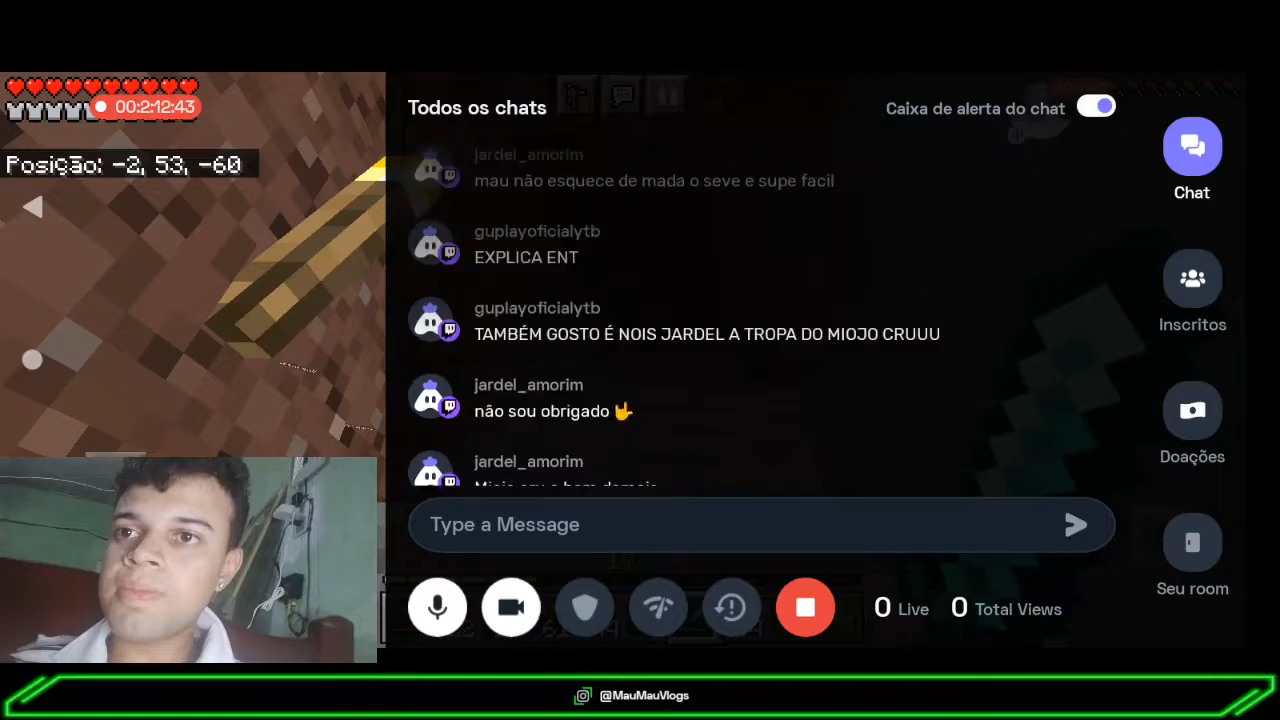 00:2:12:43
Posição: -2, 53, -60
Todos os chats
Caixa de alerta do chat
jardel_amorim
mau não esquece de mada o seve e supe facil
guplayoficialytb
EXPLICA ENT
guplayoficialytb
TAMBÉM GOSTO É NOIS JARDEL A TROPA DO MIOJO CRUUU
jardel_amorim
não sou obrigado 🤟
jardel_amorim
Type a Message
0 Live 0 Total Views
Chat
Inscritos
Doações
Seu room
@MauMauVlogs